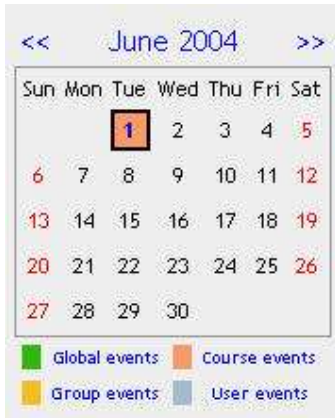 << June 2004 >>
Sun Mon Tue Wed Thu Fri Sat
1 2 3 4 5
6 7 8 9 10 11 12
13 14 15 16 17 18 19
20 21 22 23 24 25 26
27 28 29 30
Global events Course events
Group events User events